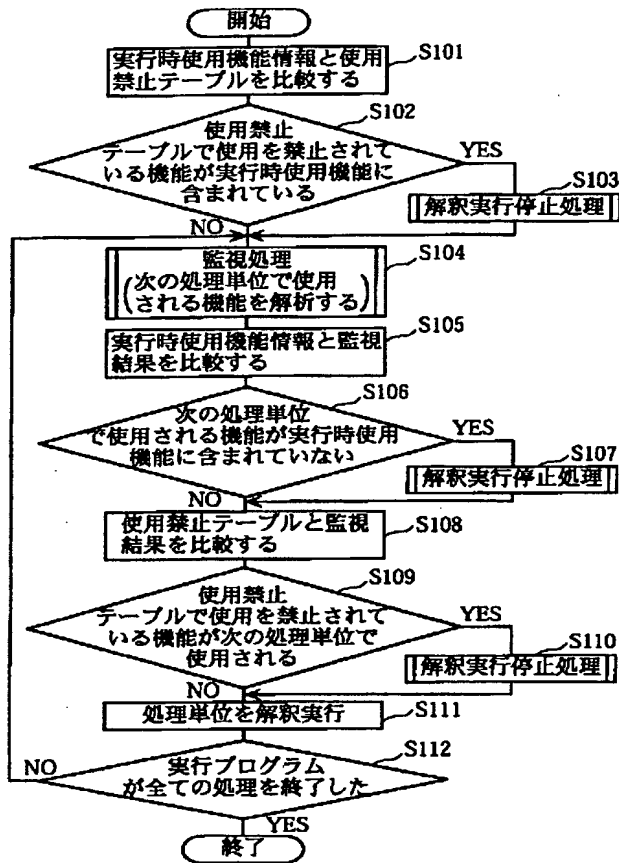 開始
実行時使用機能情報と使用
禁止テーブルを比較する
S101
S102
使用禁止
テーブルで使用を禁止されて
いる機能が実行時使用機能に
含まれている
YES
S103
解釈実行停止処理
NO
監視処理
(次の処理単位で使用
される機能を解析する)
S104
S105
実行時使用機能情報と監視
結果を比較する
S106
次の処理単位
で使用される機能が実行時使用
機能に含まれていない
YES
S107
解釈実行停止処理
NO
使用禁止テーブルと監視
結果を比較する
S108
S109
使用禁止
テーブルで使用を禁止されて
いる機能が次の処理単位で
使用される
YES
S110
解釈実行停止処理
NO
処理単位を解釈実行
S111
S112
NO
実行プログラム
が全ての処理を終了した
YES
終了